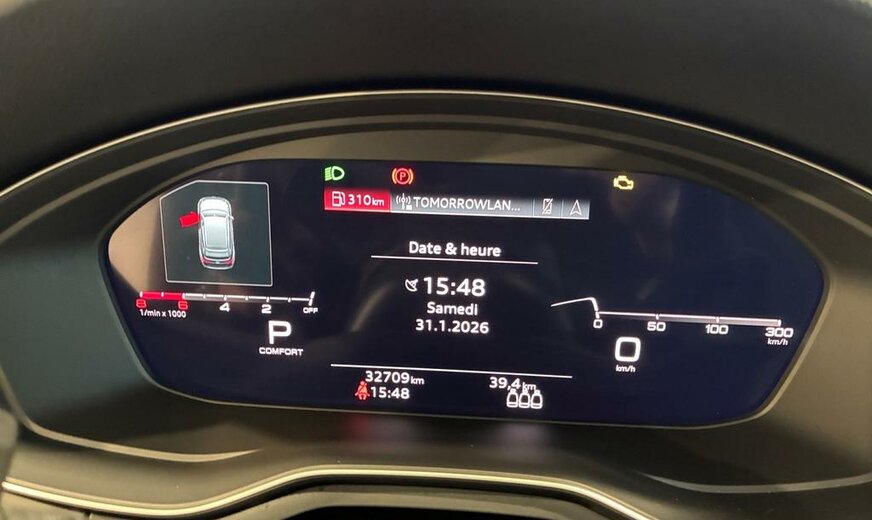 310 km
TOMORROWLAN...
Date & heure
15:48
Samedi
31.1.2026
8 6 4 2 OFF
1/min x 1000
P
COMFORT
0 50 100 300
km/h
0
km/h
32709 km
39,4 km
15:48